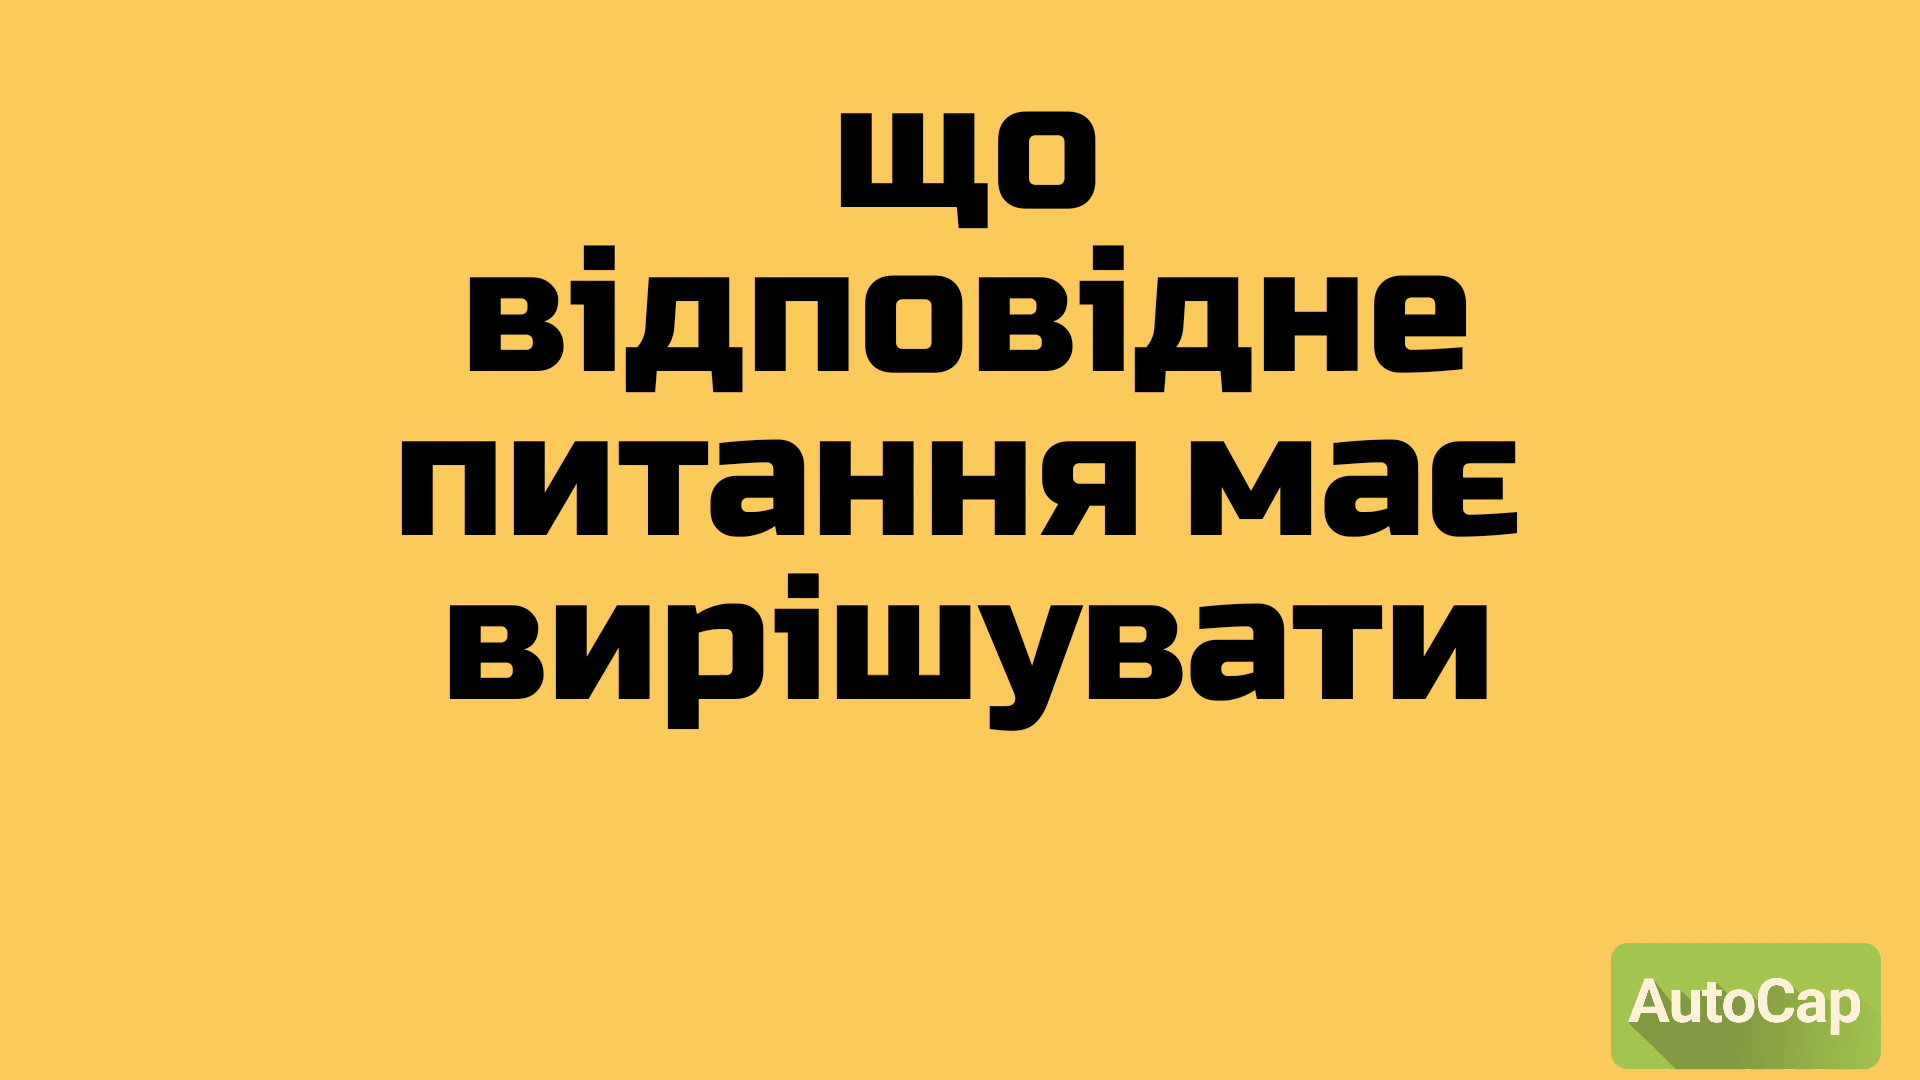 що
відповідне
питання має
вирішувати
AutoCap